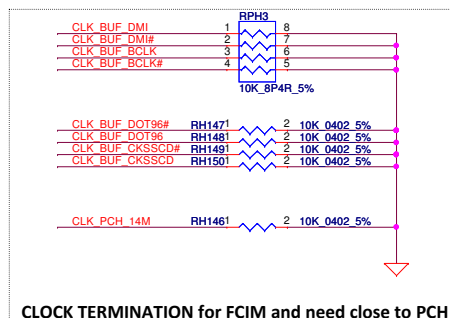 RPH3
CLK_BUF_DMI 1 8
CLK_BUF_DMI# 2 7
CLK_BUF_BCLK 3 6
CLK_BUF_BCLK# 4 5
10K_8P4R_5%
CLK_BUF_DOT96# RH147 1 2 10K_0402_5%
CLK_BUF_DOT96 RH148 1 2 10K_0402_5%
CLK_BUF_CKSSCD# RH149 1 2 10K_0402_5%
CLK_BUF_CKSSCD RH150 1 2 10K_0402_5%
CLK_PCH_14M RH146 1 2 10K_0402_5%
CLOCK TERMINATION for FCIM and need close to PCH